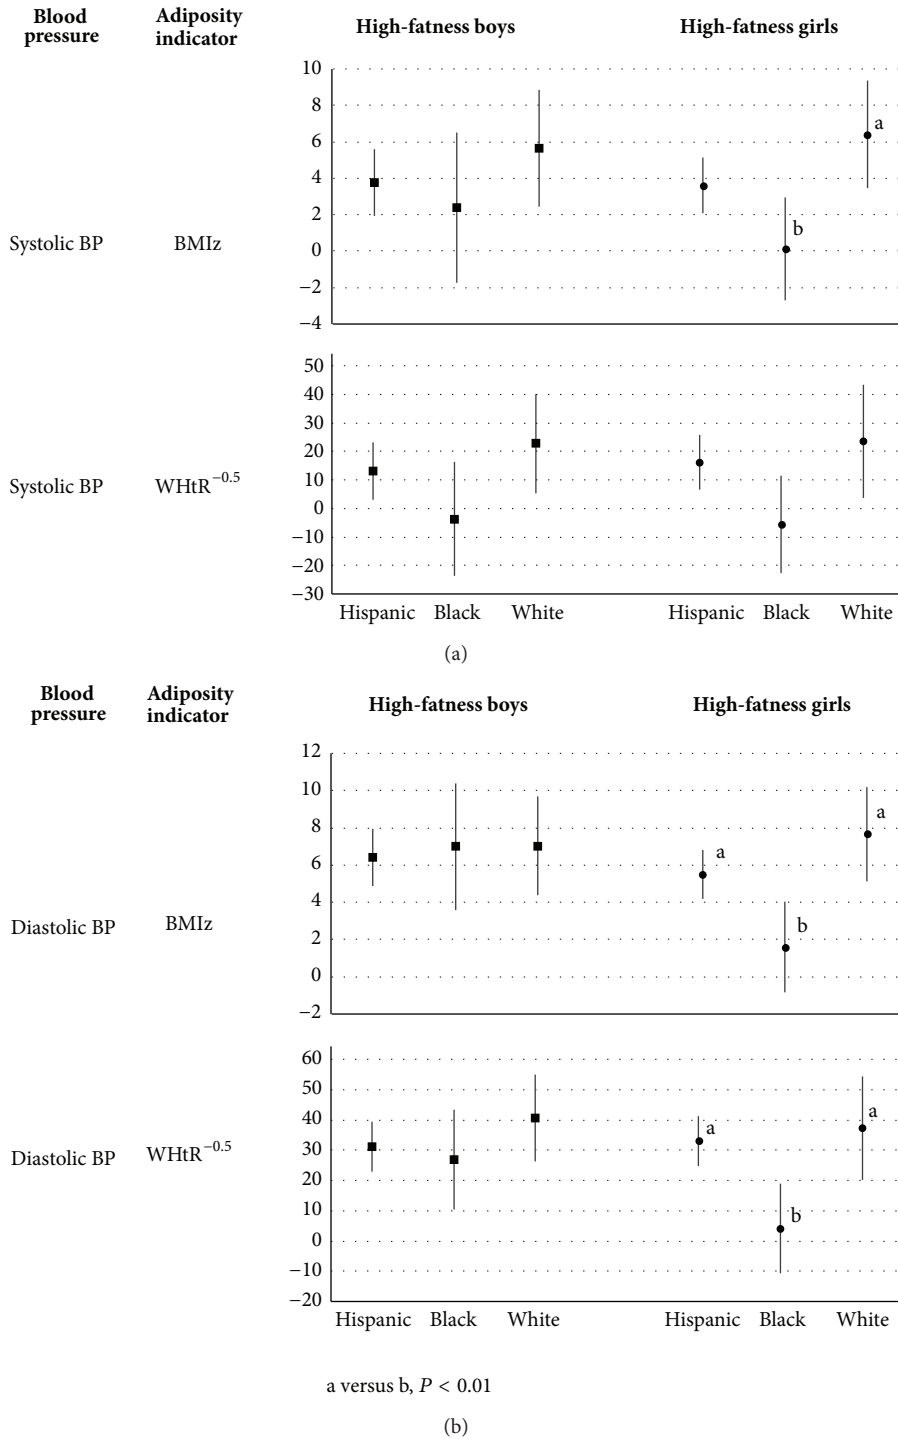 Blood pressure Adiposity indicator High-fatness boys High-fatness girls
10
8
6
4
2
0
−2
−4
Systolic BP BMIz
a
b
50
40
30
20
10
0
−10
−20
−30
Systolic BP WHtR−0.5
Hispanic Black White Hispanic Black White
(a)
Blood pressure Adiposity indicator High-fatness boys High-fatness girls
12
10
8
6
4
2
0
−2
Diastolic BP BMIz
a
a
b
60
50
40
30
20
10
0
−10
−20
Diastolic BP WHtR−0.5
a
a
b
Hispanic Black White Hispanic Black White
a versus b, P < 0.01
(b)